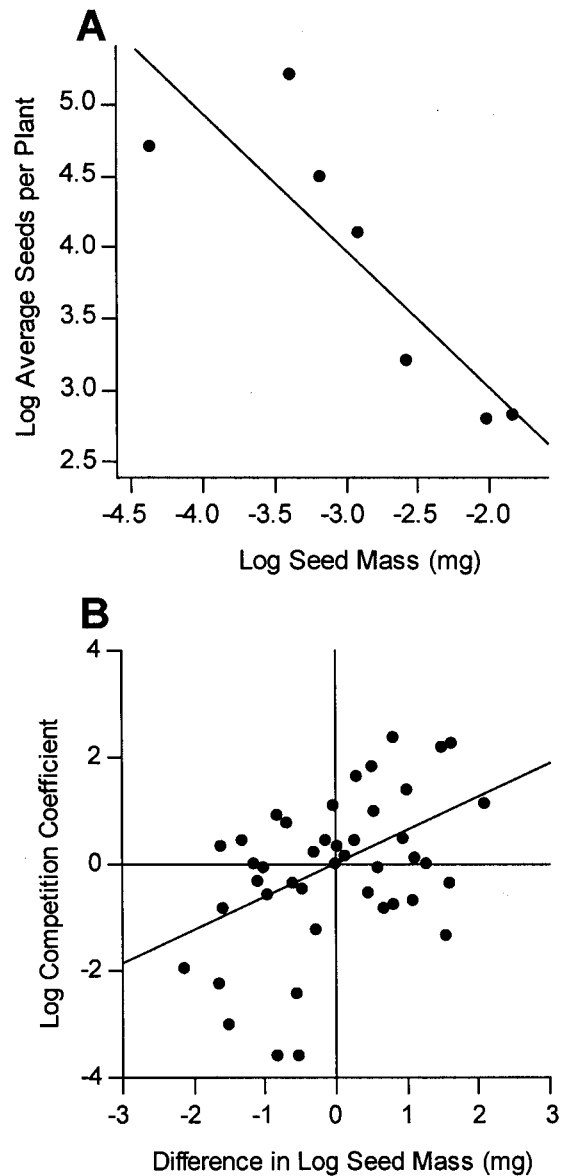 A
Log Average Seeds per Plant
5.0
4.5
4.0
3.5
3.0
2.5
-4.5 -4.0 -3.5 -3.0 -2.5 -2.0
Log Seed Mass (mg)
B
Log Competition Coefficient
4
2
0
-2
-4
-3 -2 -1 0 1 2 3
Difference in Log Seed Mass (mg)